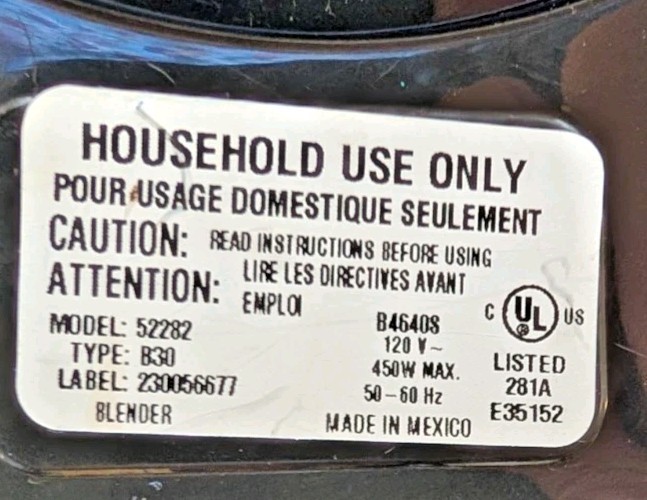 HOUSEHOLD USE ONLY
POUR USAGE DOMESTIQUE SEULEMENT
CAUTION: READ INSTRUCTIONS BEFORE USING
ATTENTION: LIRE LES DIRECTIVES AVANT
EMPLOI
MODEL: 52282
TYPE: B30
LABEL: 230056677
BLENDER
B4640S
120 V~
450W MAX.
50-60 Hz
MADE IN MEXICO
C UL US
®
LISTED
281A
E35152